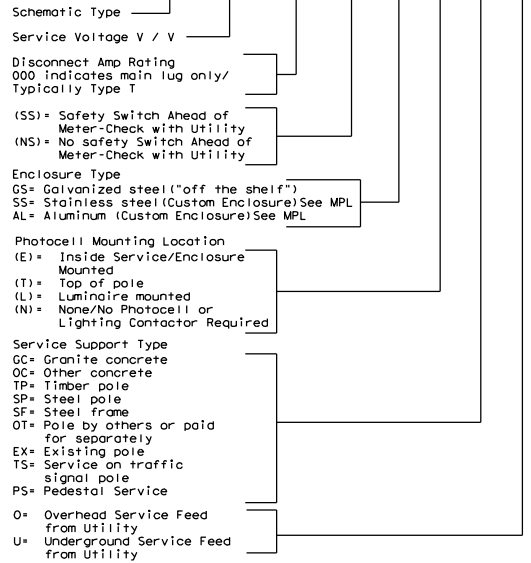 Schematic Type
Service Voltage V / V
Disconnect Amp Rating
000 indicates main lug only/
Typically Type T
(SS)= Safety Switch Ahead of
Meter-Check with Utility
(NS)= No safety Switch Ahead of
Meter-Check with Utility
Enclosure Type
GS= Galvanized steel("off the shelf")
SS= Stainless steel(Custom Enclosure)See MPL
AL= Aluminum (Custom Enclosure)See MPL
Photocell Mounting Location
(E)= Inside Service/Enclosure
Mounted
(T)= Top of pole
(L)= Luminaire mounted
(N)= None/No Photocell or
Lighting Contactor Required
Service Support Type
GC= Granite concrete
OC= Other concrete
TP= Timber pole
SP= Steel pole
SF= Steel frame
OT= Pole by others or paid
for separately
EX= Existing pole
TS= Service on traffic
signal pole
PS= Pedestal Service
O= Overhead Service Feed
from Utility
U= Underground Service Feed
from Utility